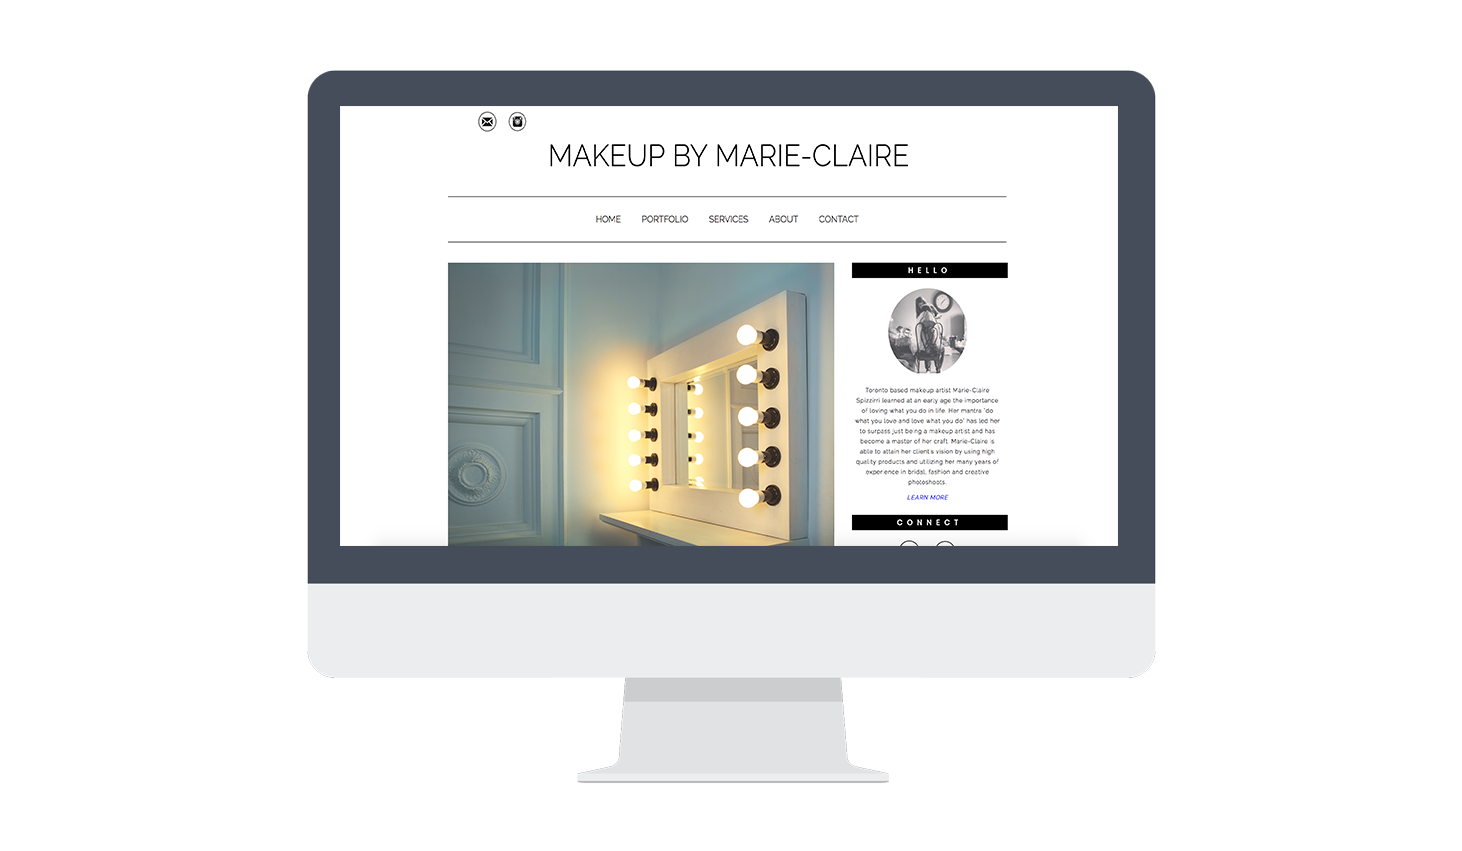 MAKEUP BY MARIE-CLAIRE
HOME PORTFOLIO SERVICES ABOUT CONTACT
HELLO
Toronto based makeup artist Marie-Claire
Spizzirri learned at an early age the importance
of loving what you do in life. Her mantra "do
what you love and love what you do" has led her
to surpass just being a makeup artist and has
become a master of her craft. Marie-Claire is
able to attain her client's vision by using high
quality products and utilizing her many years of
experience in bridal, fashion and creative
photoshoots.
LEARN MORE
CONNECT